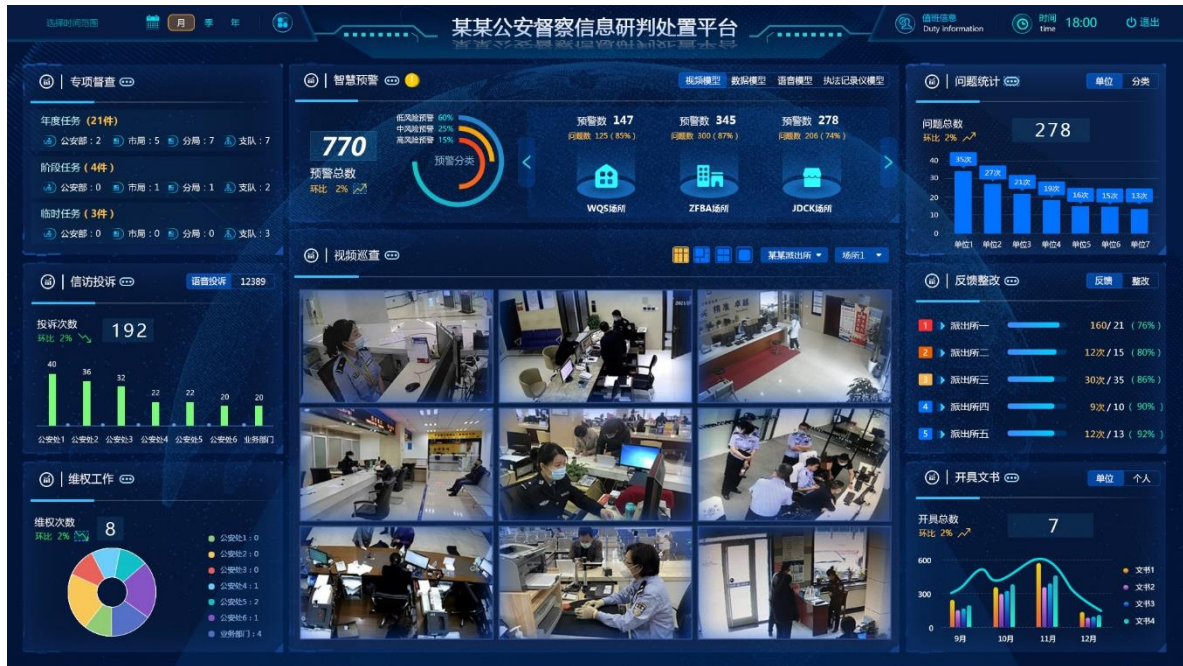 选择时间范围
月 季 年
某某公安督察信息研判处置平台
值班信息
Duty information
时间
time
18:00
退出
专项督查
年度任务 (21件)
公安部:2 市局:5 分局:7 支队:7
阶段任务 (4件)
公安部:0 市局:1 分局:1 支队:2
临时任务 (3件)
公安部:0 市局:0 分局:0 支队:3
信访投诉
语音投诉 12389
投诉次数
环比 2%
192
40 36 32 22 22 20 20
公安处1 公安处2 公安处3 公安处4 公安处5 公安处6 业务部门
维权工作
维权次数
环比 2%
8
公安处1:0
公安处2:0
公安处3:0
公安处4:1
公安处5:2
公安处6:1
业务部门:4
智慧预警
视频模型 数据模型 语音模型 执法记录仪模型
770
预警总数
环比 2%
低风险预警 60%
中风险预警 25%
高风险预警 15%
预警分类
预警数 147
问题数 125 (85%)
WQS场所
预警数 345
问题数 300 (87%)
ZFBA场所
预警数 278
问题数 206 (74%)
JDCK场所
视频巡查
某某派出所 场所1
问题统计
单位 分类
问题总数
环比 2%
278
40
30
20
10
0
35次 27次 21次 19次 16次 15次 13次
单位1 单位2 单位3 单位4 单位5 单位6 单位7
反馈整改
反馈 整改
1 派出所一 160/21 (76%)
2 派出所二 12次/15 (80%)
3 派出所三 30次/35 (86%)
4 派出所四 9次/10 (90%)
5 派出所五 12次/13 (92%)
开具文书
单位 个人
开具总数
环比 2%
7
600
300
0
9月 10月 11月 12月
文书1
文书2
文书3
文书4